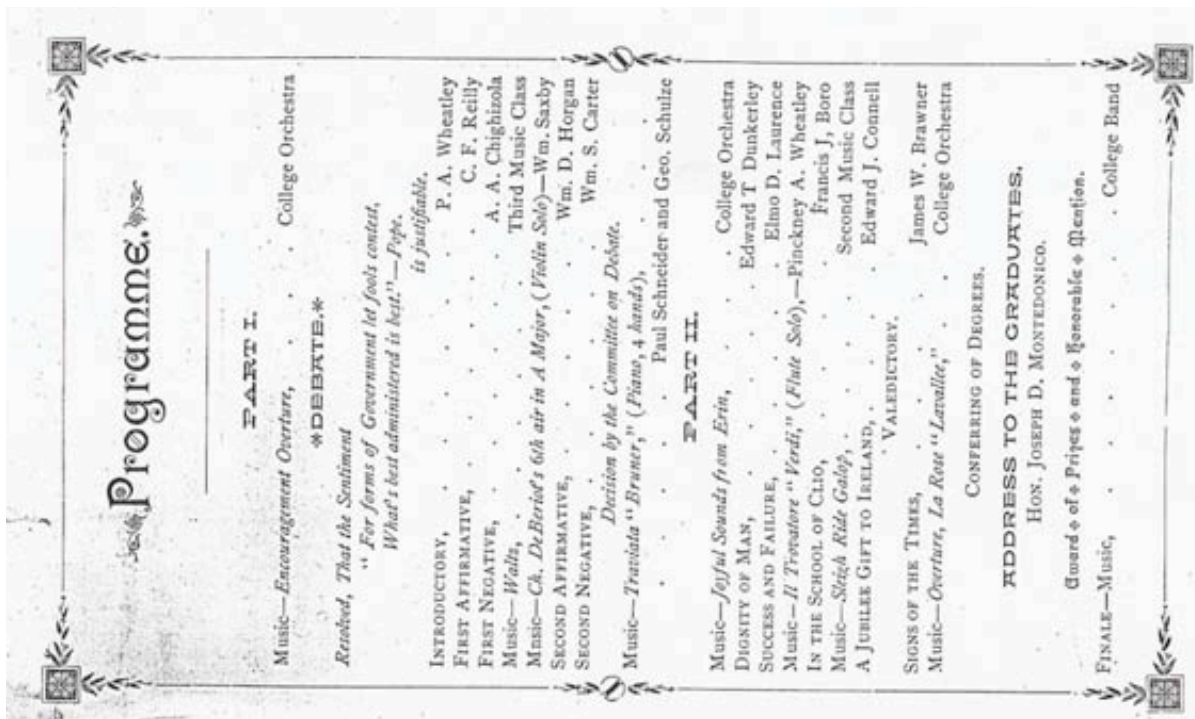 Programme.
PART I.
Music—Encouragement Overture, . . . College Orchestra
*DEBATE.*
Resolved, That the Sentiment
"For forms of Government let fools contest,
What's best administered is best."—Pope.
is justifiable.
INTRODUCTORY, . . . . . P. A. Wheatley
FIRST AFFIRMATIVE, . . . . . C. F. Reilly
FIRST NEGATIVE, . . . . . A. A. Chighizola
Music—Waltz, . . . . . Third Music Class
Mnsic—Ch. DeBeriot's 6th air in A Major, (Violin Solo)—Wm. Saxby
SECOND AFFIRMATIVE, . . . . Wm. D. Horgan
SECOND NEGATIVE, . . . . Wm. S. Carter
Decision by the Committee on Debate.
Music—Traviata "Bruner," (Piano, 4 hands), . .
. . . . Paul Schneider and Geo. Schulze
PART II.
Music—Joyful Sounds from Erin, . . College Orchestra
DIGNITY OF MAN, . . . . Edward T. Dunkerley
SUCCESS AND FAILURE, . . . . Elmo D. Laurence
Music—Il Trovatore "Verdi," (Flute Solo),—Pinckney A. Wheatley
IN THE SCHOOL OF CLIO, . . . . Francis J, Boro
Music—Sleigh Ride Galop, . . . Second Music Class
A JUBILEE GIFT TO IRELAND, . . . Edward J. Connell
VALEDICTORY.
SIGNS OF THE TIMES, . . . James W. Brawner
Music—Overture, La Rose "Lavallee," . College Orchestra
CONFERRING OF DEGREES.
ADDRESS TO THE GRADUATES.
HON. JOSEPH D. MONTEDONICO.
Award of Prizes and Honorable Mention.
FINALE—Music, . . . . . College Band